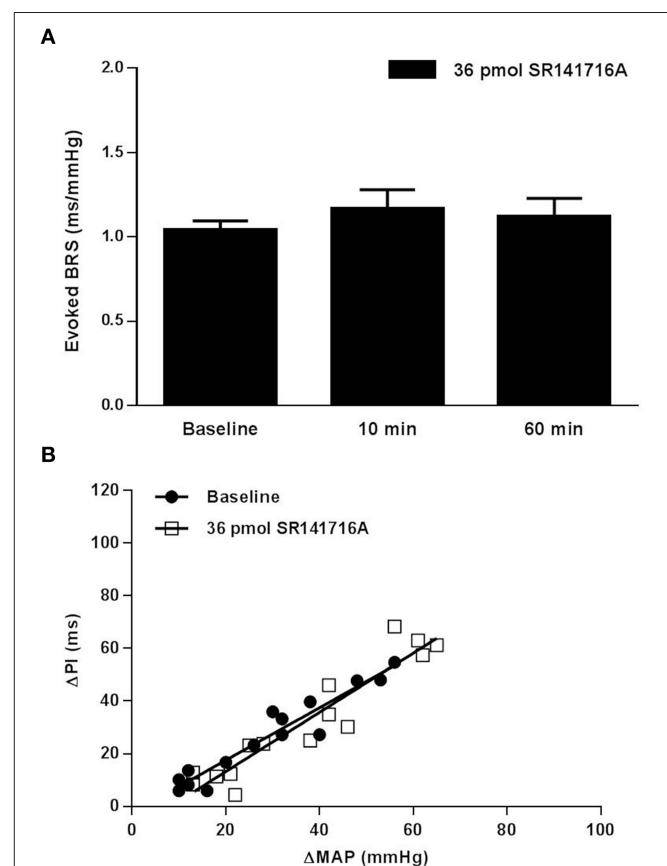 A
36 pmol SR141716A
Evoked BRS (ms/mmHg)
2.0
1.5
1.0
0.5
0.0
Baseline
10 min
60 min
B
Baseline
36 pmol SR141716A
ΔPI (ms)
120
100
80
60
40
20
0
0
20
40
60
80
100
ΔMAP (mmHg)